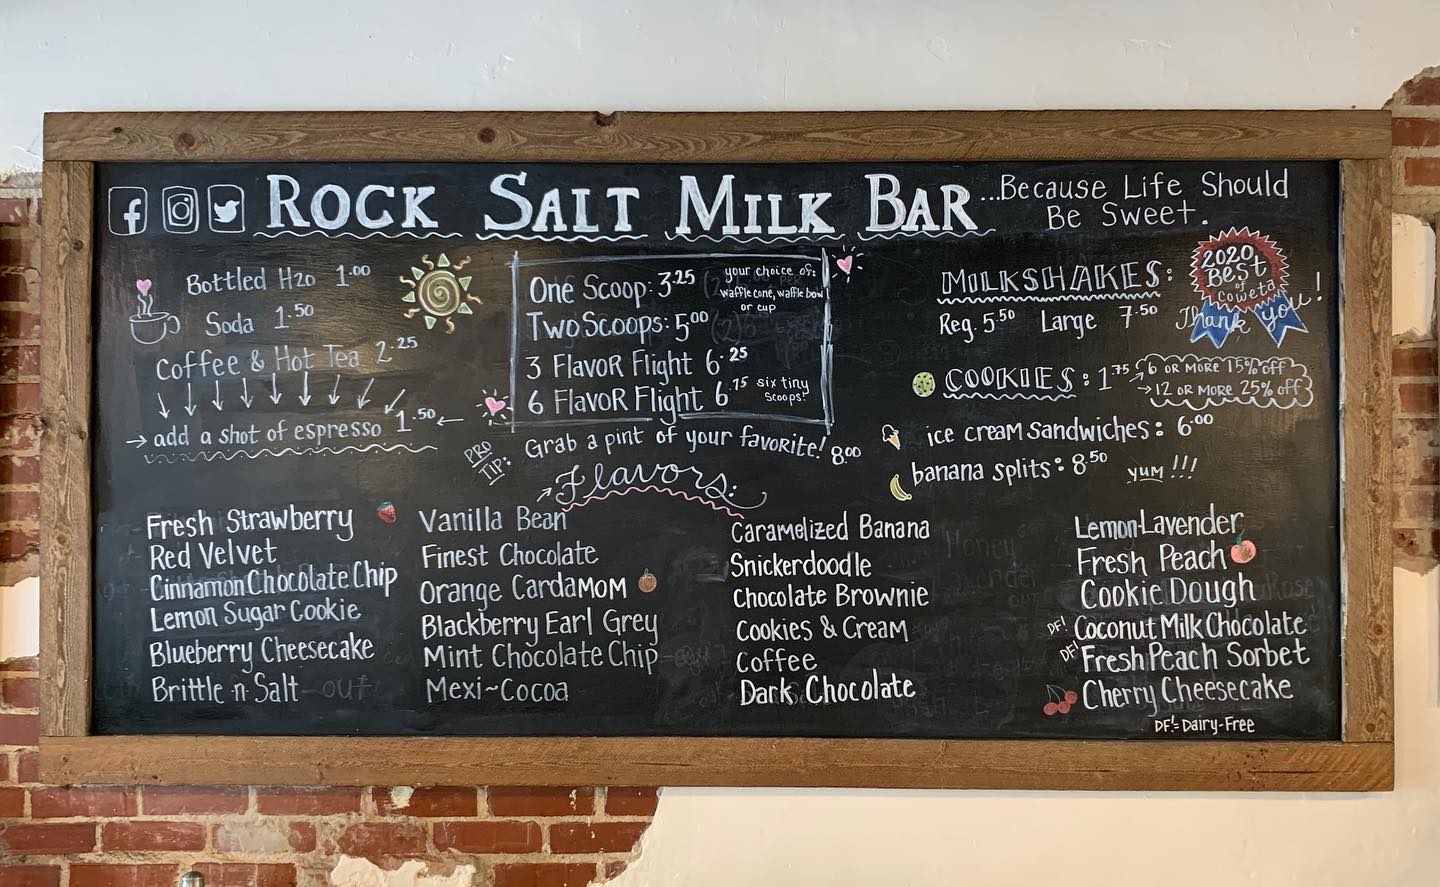 ROCK SALT MILK BAR ...Because Life Should
Be Sweet.
Bottled H2O 1.00
Soda 1.50
Coffee & Hot Tea 2.25
→ add a shot of espresso 1.50 ←
One Scoop: 3.25
your choice of:
waffle cone, waffle bowl
or cup
Two Scoops: 5.00
3 Flavor Flight 6.25
6 Flavor Flight 6.75 six tiny
Scoops!
PRO
TIP: Grab a pint of your favorite! 8.00
MILKSHAKES:
Reg. 5.50 Large 7.50
2020
Best
of
Coweta
Thank you!
COOKIES: 1.75 → 6 OR MORE 15% off
→ 12 OR MORE 25% off
ice cream sandwiches: 6.00
banana splits: 8.50 yum!!!
→ Flavors:
Fresh Strawberry
Red Velvet
Cinnamon Chocolate Chip
Lemon Sugar Cookie
Blueberry Cheesecake
Brittle n Salt
Vanilla Bean
Finest Chocolate
Orange CardaMOM
Blackberry Earl Grey
Mint Chocolate Chip
Mexi~Cocoa
Caramelized Banana
Snickerdoodle
Chocolate Brownie
Cookies & Cream
Coffee
Dark Chocolate
Lemon-Lavender
Fresh Peach
Cookie Dough
DF! Coconut Milk Chocolate
DF! Fresh Peach Sorbet
Cherry Cheesecake
DF! = Dairy-Free